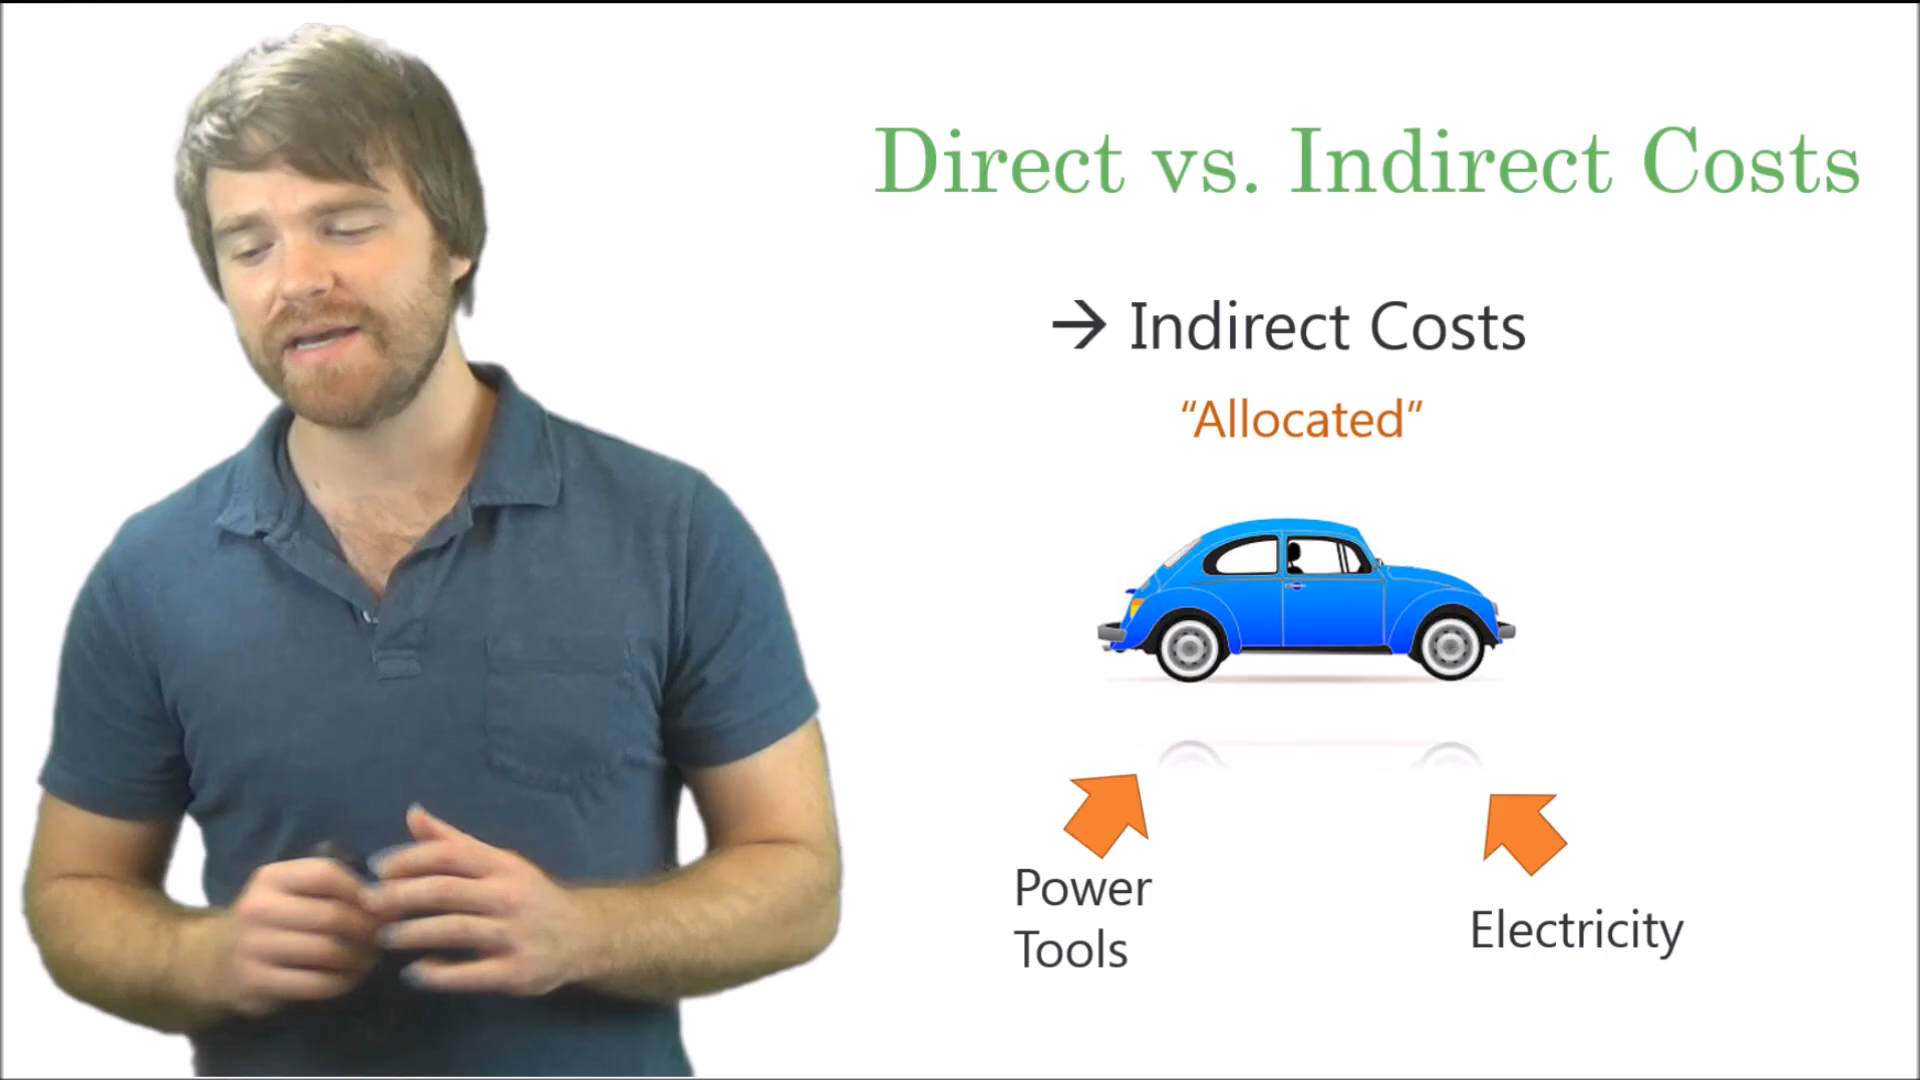 Direct vs. Indirect Costs
→ Indirect Costs
“Allocated”
Power
Tools
Electricity